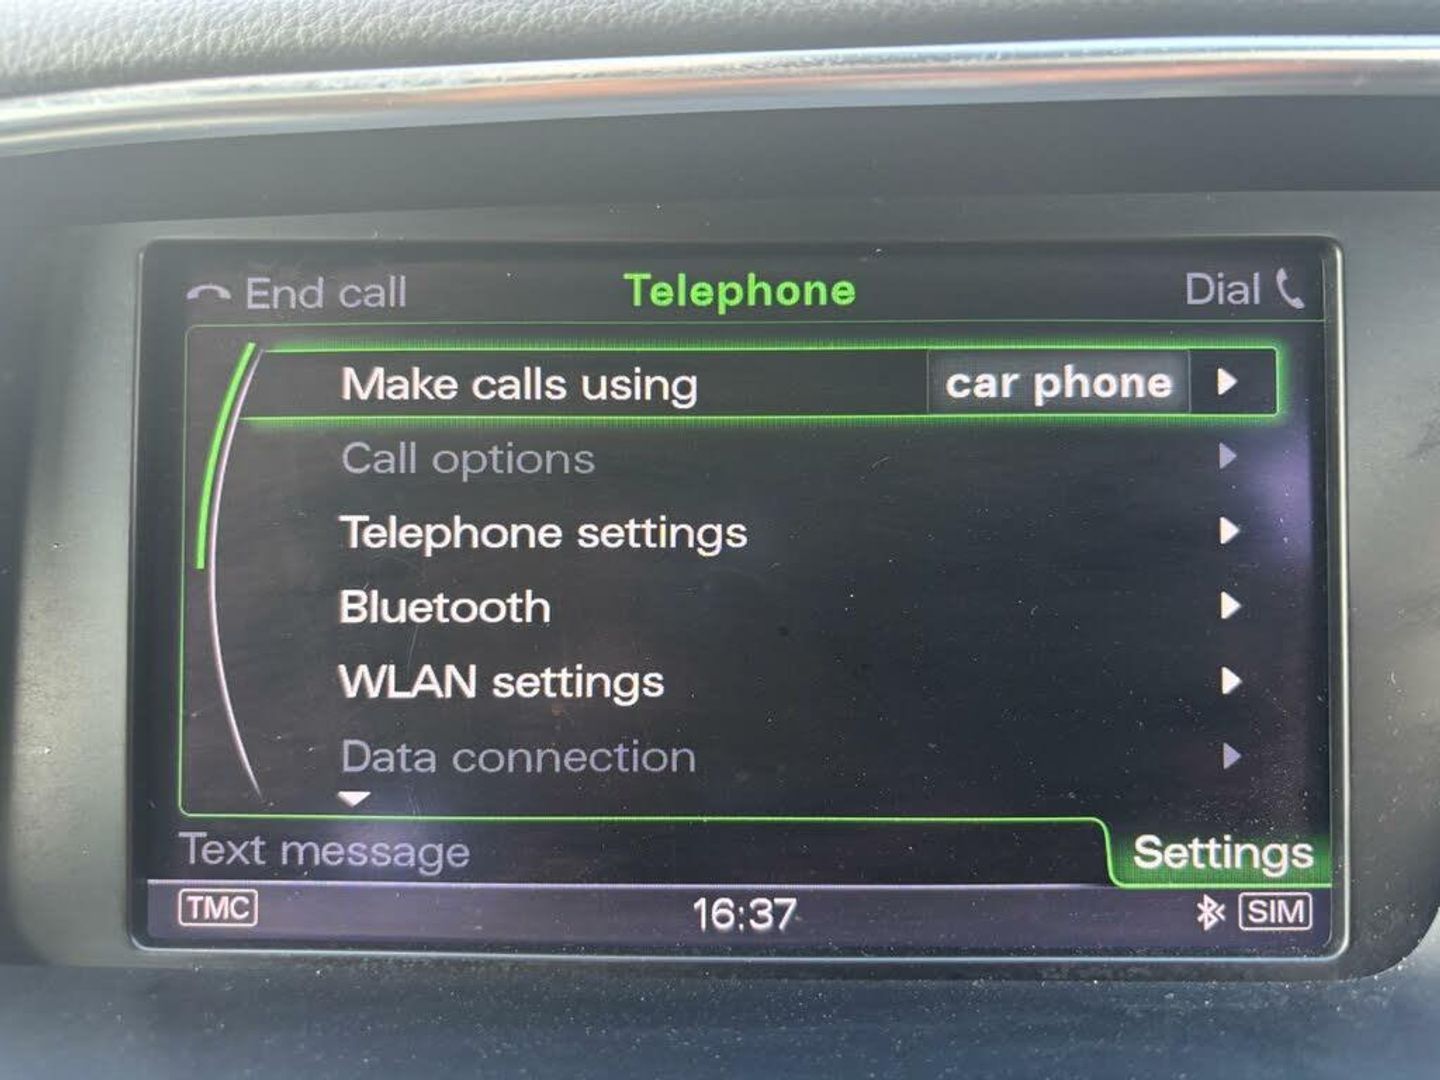 End call Telephone Dial
Make calls using car phone
Call options
Telephone settings
Bluetooth
WLAN settings
Data connection
Text message Settings
TMC 16:37 SIM